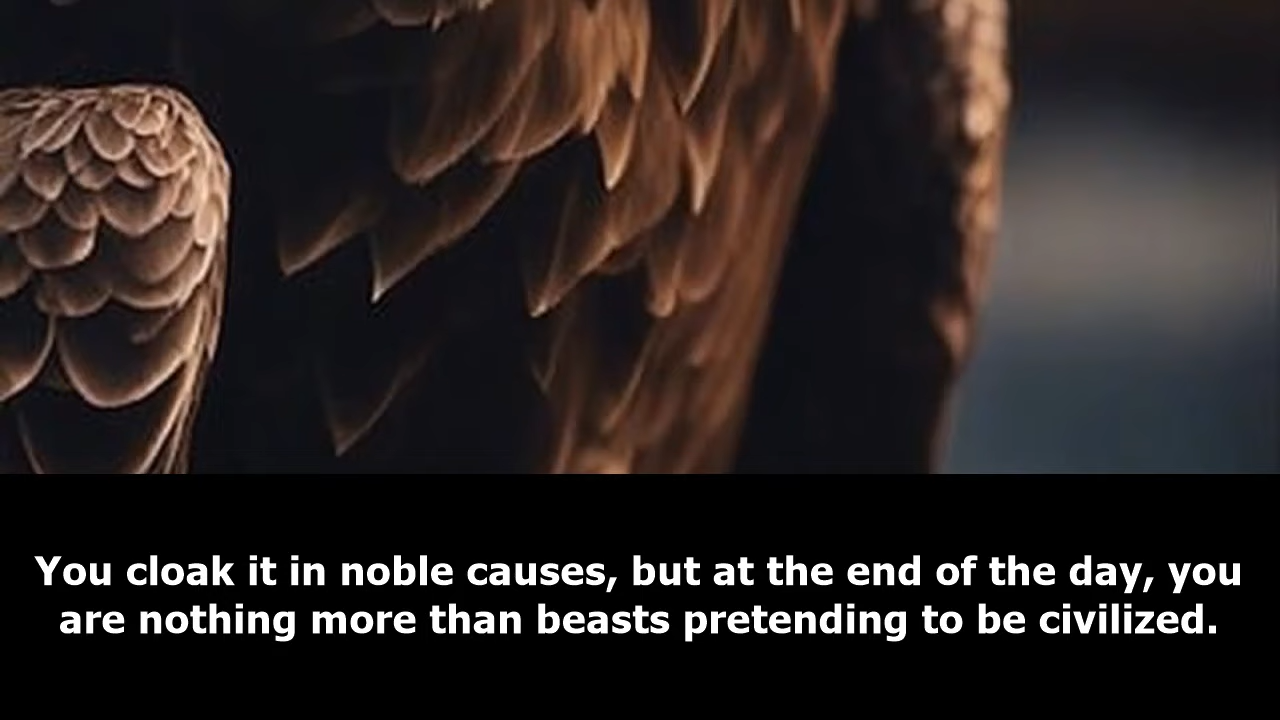 You cloak it in noble causes, but at the end of the day, you
are nothing more than beasts pretending to be civilized.